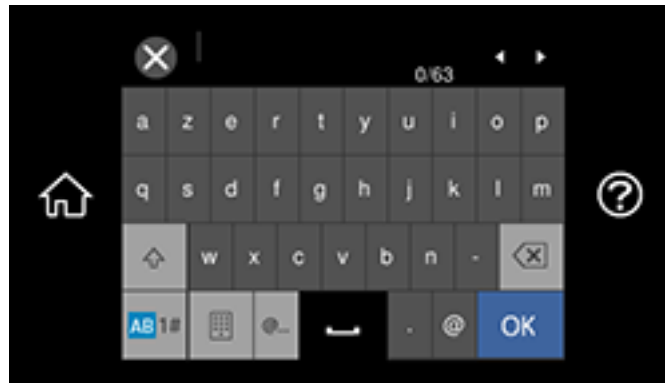 0/63
a z e r t y u i o p
q s d f g h j k l m
w x c v b n -
AB 1# @... . @ OK